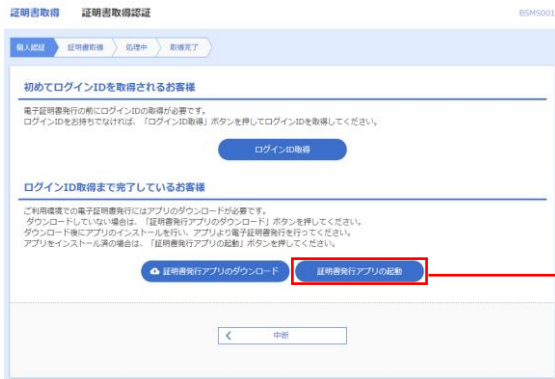 証明書取得 証明書取得認証
BSMS001
個人認証 証明書取得 処理中 取得完了
初めてログインIDを取得されるお客様
電子証明書発行の前にログインIDの取得が必要です。
ログインIDをお持ちでなければ、「ログインID取得」ボタンを押してログインIDを取得してください。
ログインID取得
ログインID取得まで完了しているお客様
ご利用環境での電子証明書発行にはアプリのダウンロードが必要です。
ダウンロードしていない場合は、「証明書発行アプリのダウンロード」ボタンを押してください。
ダウンロード後にアプリのインストールを行い、アプリより電子証明書発行を行ってください。
アプリをインストール済の場合は、「証明書発行アプリの起動」ボタンを押してください。
証明書発行アプリのダウンロード 証明書発行アプリの起動
中断